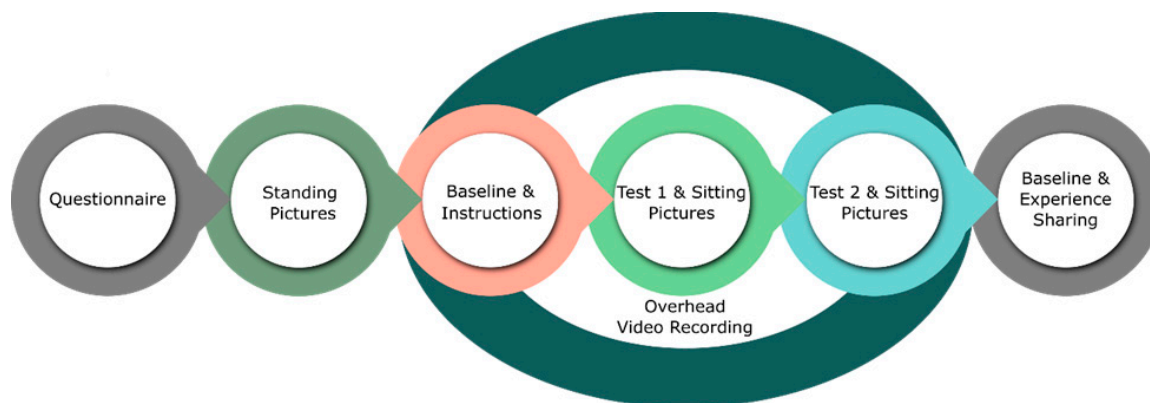 Questionnaire
Standing
Pictures
Baseline &
Instructions
Test 1 & Sitting
Pictures
Test 2 & Sitting
Pictures
Baseline &
Experience
Sharing
Overhead
Video Recording